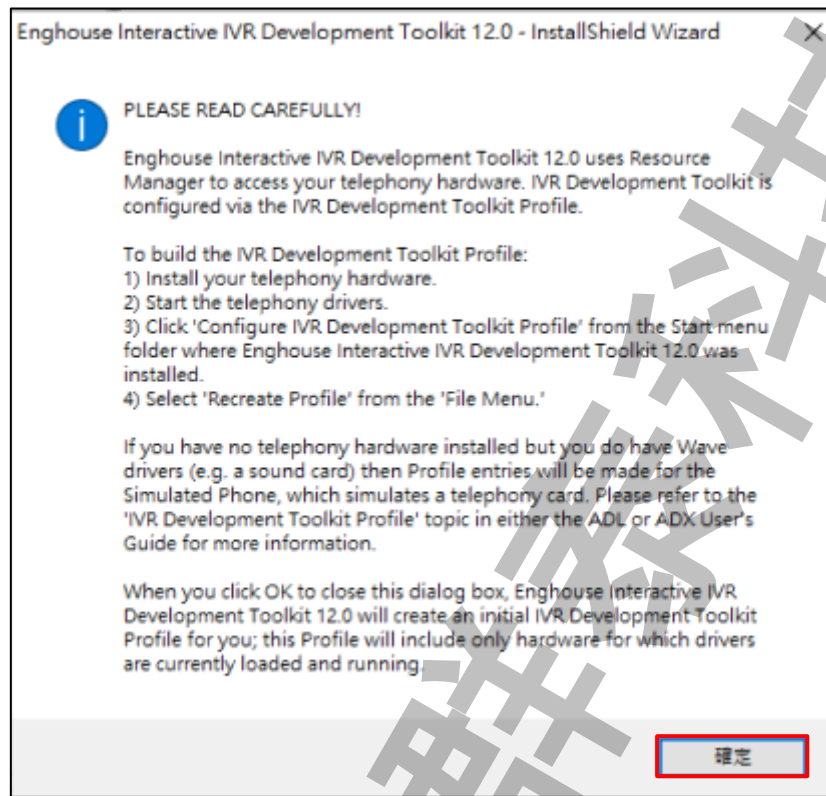 Enghouse Interactive IVR Development Toolkit 12.0 - InstallShield Wizard
PLEASE READ CAREFULLY!
Enghouse Interactive IVR Development Toolkit 12.0 uses Resource
Manager to access your telephony hardware. IVR Development Toolkit is
configured via the IVR Development Toolkit Profile.
To build the IVR Development Toolkit Profile:
1) Install your telephony hardware.
2) Start the telephony drivers.
3) Click 'Configure IVR Development Toolkit Profile' from the Start menu
folder where Enghouse Interactive IVR Development Toolkit 12.0 was
installed.
4) Select 'Recreate Profile' from the 'File Menu.'
If you have no telephony hardware installed but you do have Wave
drivers (e.g. a sound card) then Profile entries will be made for the
Simulated Phone, which simulates a telephony card. Please refer to the
'IVR Development Toolkit Profile' topic in either the ADL or ADX User's
Guide for more information.
When you click OK to close this dialog box, Enghouse Interactive IVR
Development Toolkit 12.0 will create an initial IVR Development Toolkit
Profile for you; this Profile will include only hardware for which drivers
are currently loaded and running.
確定
群泰科